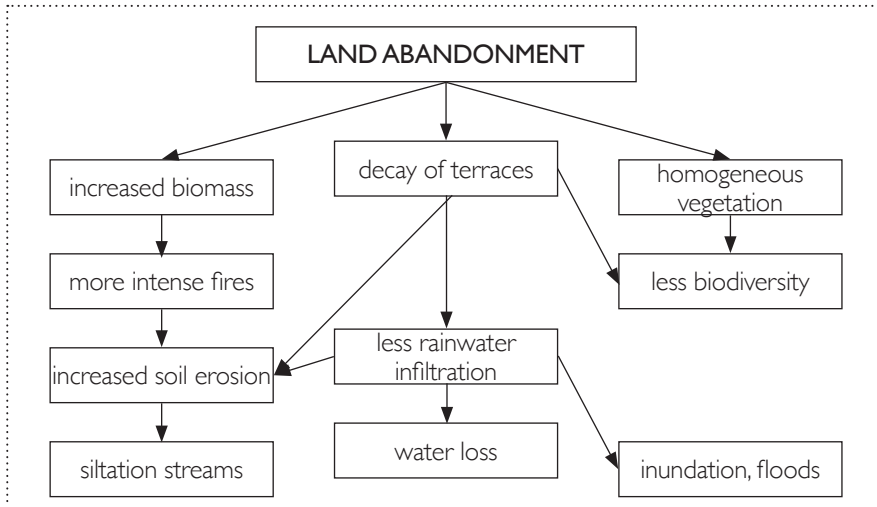 LAND ABANDONMENT
increased biomass
decay of terraces
homogeneous
vegetation
more intense fires
less biodiversity
increased soil erosion
less rainwater
infiltration
siltation streams
water loss
inundation, floods